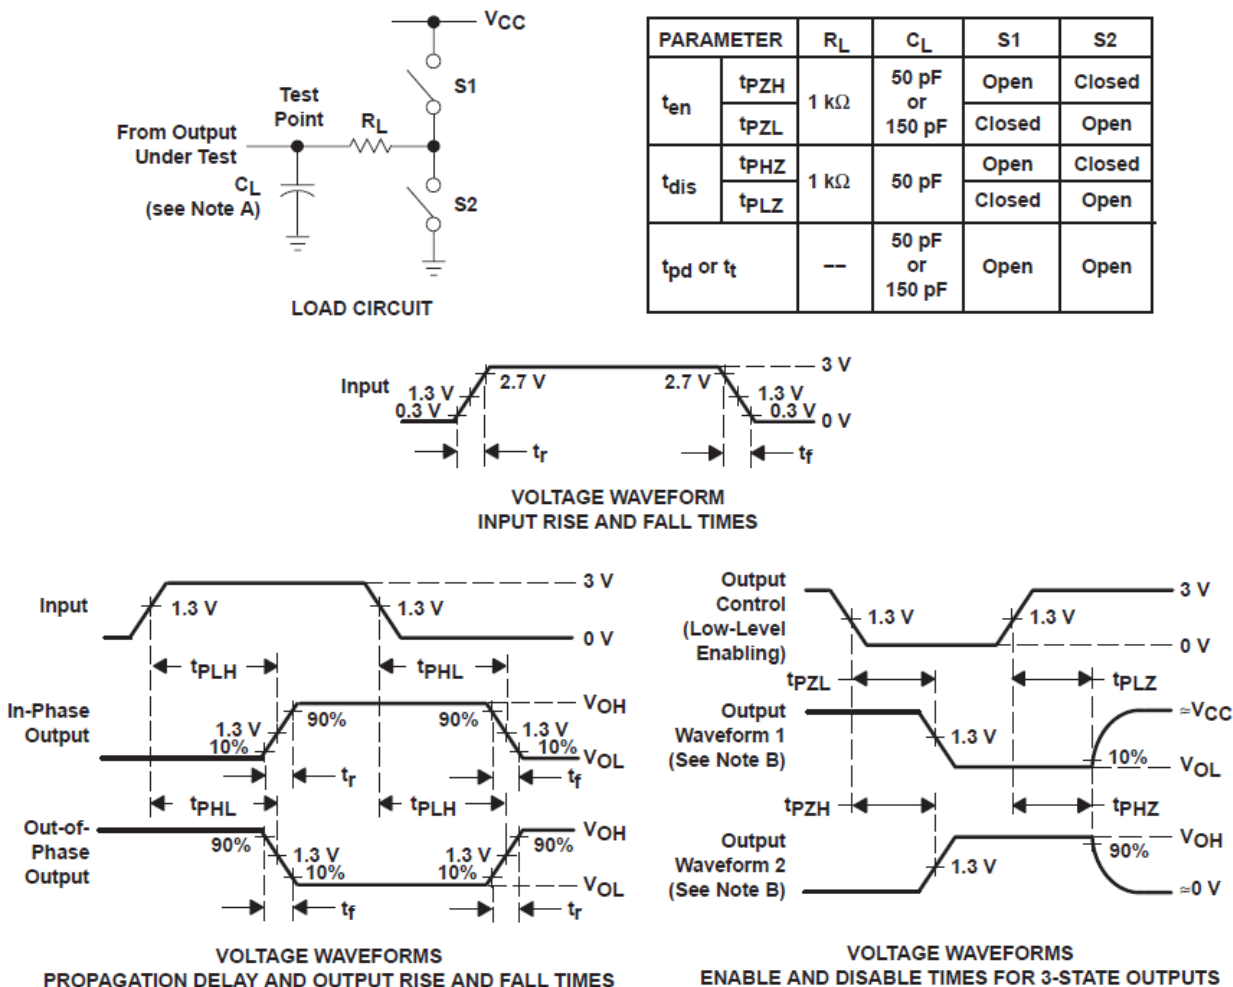 VCC
S1
Test
Point
RL
From Output
Under Test
CL
(see Note A)
S2
LOAD CIRCUIT
PARAMETER RL CL S1 S2
ten tPZH 1 kΩ 50 pF or 150 pF Open Closed
tPZL Closed Open
tdis tPHZ 1 kΩ 50 pF Open Closed
tPLZ Closed Open
tpd or tt −− 50 pF or 150 pF Open Open
Input
1.3 V
0.3 V
2.7 V
2.7 V
3 V
1.3 V
0.3 V
0 V
tr
tf
VOLTAGE WAVEFORM
INPUT RISE AND FALL TIMES
Input
1.3 V
1.3 V
3 V
0 V
tPLH
tPHL
In-Phase
Output
1.3 V
10%
90%
90%
1.3 V
10%
VOH
VOL
tr
tf
tPHL
tPLH
Out-of-
Phase
Output
90%
1.3 V
10%
1.3 V
10%
90%
VOH
VOL
tf
tr
VOLTAGE WAVEFORMS
PROPAGATION DELAY AND OUTPUT RISE AND FALL TIMES
Output
Control
(Low-Level
Enabling)
1.3 V
1.3 V
3 V
0 V
tPZL
tPLZ
Output
Waveform 1
(See Note B)
1.3 V
10%
≈VCC
VOL
tPZH
tPHZ
Output
Waveform 2
(See Note B)
1.3 V
90%
VOH
≈0 V
VOLTAGE WAVEFORMS
ENABLE AND DISABLE TIMES FOR 3-STATE OUTPUTS